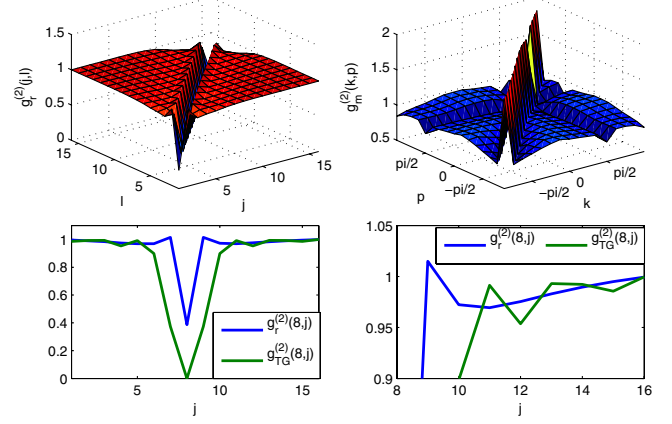 1.5
1
0.5
0
g_r^(2)(j,l)
15
10
5
l
5
10
15
j
2
1.5
1
0.5
g_m^(2)(k,p)
pi/2
0
−pi/2
p
−pi/2
0
pi/2
k
1
0.8
0.6
0.4
0.2
0
5
10
15
j
g_r^(2)(8,j)
g_TG^(2)(8,j)
1.05
1
0.95
0.9
8
10
12
14
16
j
g_r^(2)(8,j)
g_TG^(2)(8,j)